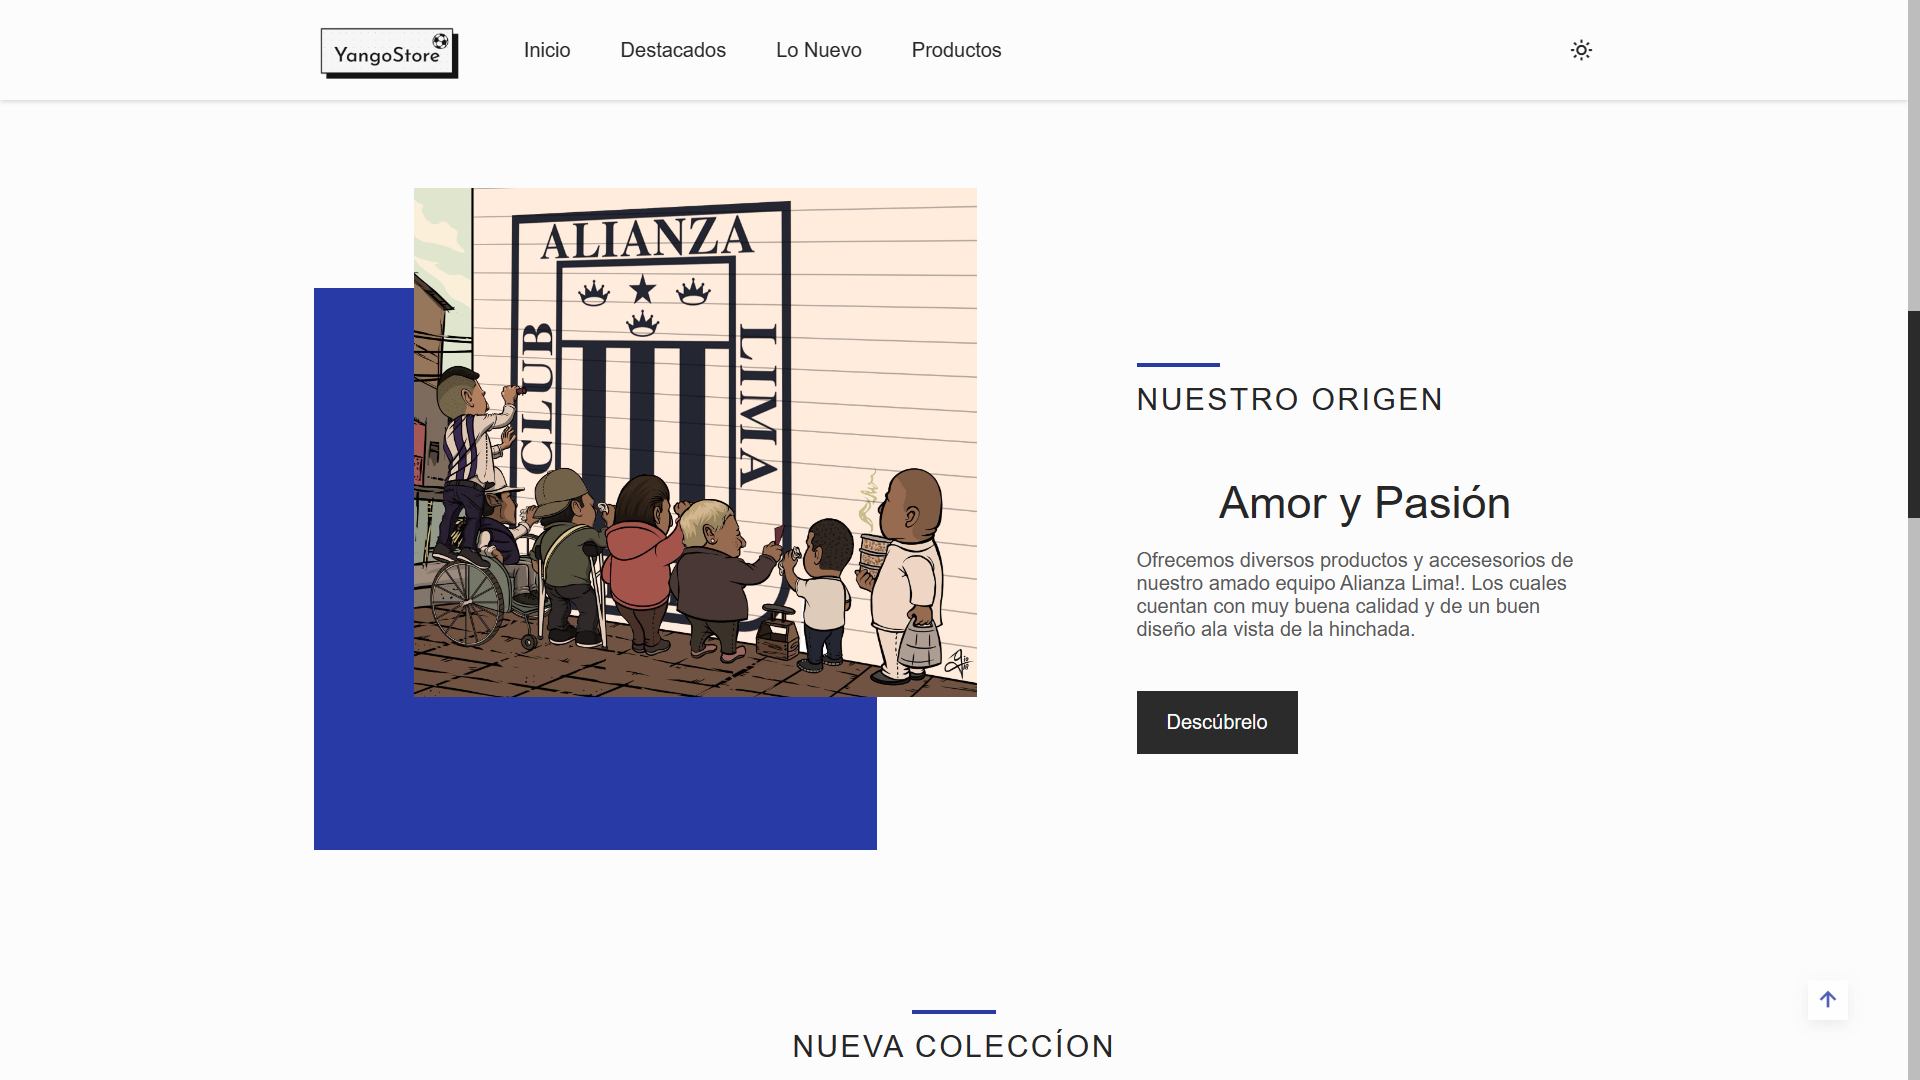 YangoStore
Inicio
Destacados
Lo Nuevo
Productos
ALIANZA
CLUB
LIMA
NUESTRO ORIGEN
Amor y Pasión
Ofrecemos diversos productos y accesesorios de
nuestro amado equipo Alianza Lima!. Los cuales
cuentan con muy buena calidad y de un buen
diseño ala vista de la hinchada.
Descúbrelo
NUEVA COLECCÍON